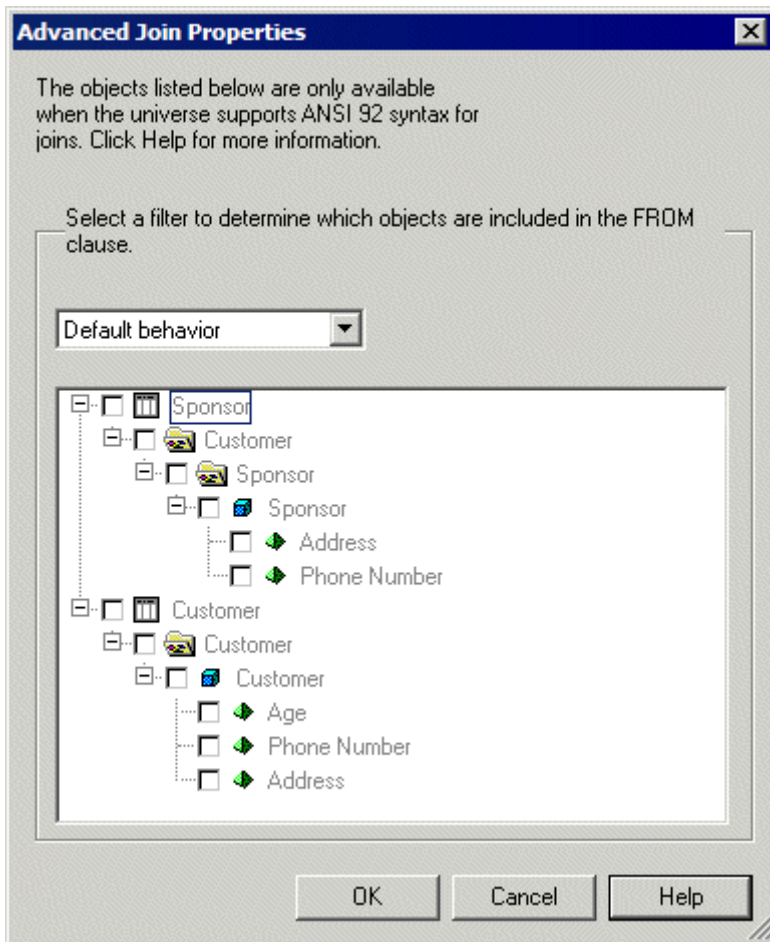 Advanced Join Properties
The objects listed below are only available
when the universe supports ANSI 92 syntax for
joins. Click Help for more information.
Select a filter to determine which objects are included in the FROM
clause.
Default behavior
Sponsor
Customer
Sponsor
Sponsor
Address
Phone Number
Customer
Customer
Customer
Age
Phone Number
Address
OK Cancel Help